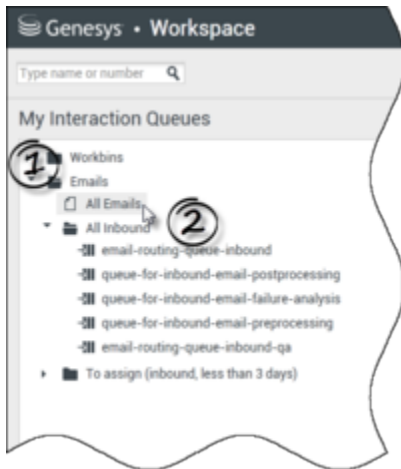 Genesys • Workspace
Type name or number
My Interaction Queues
1
Workbins
Emails
All Emails
2
All Inbound
email-routing-queue-inbound
queue-for-inbound-email-postprocessing
queue-for-inbound-email-failure-analysis
queue-for-inbound-email-preprocessing
email-routing-queue-inbound-qa
To assign (inbound, less than 3 days)